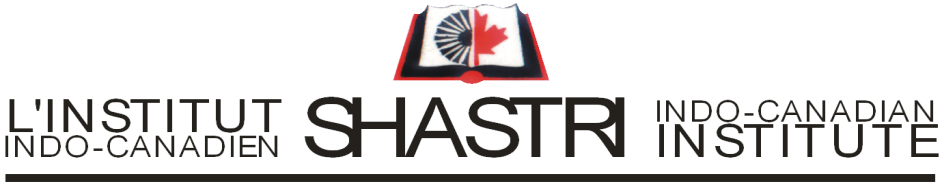 L'INSTITUT
INDO-CANADIEN
SHASTRI
INDO-CANADIAN
INSTITUTE